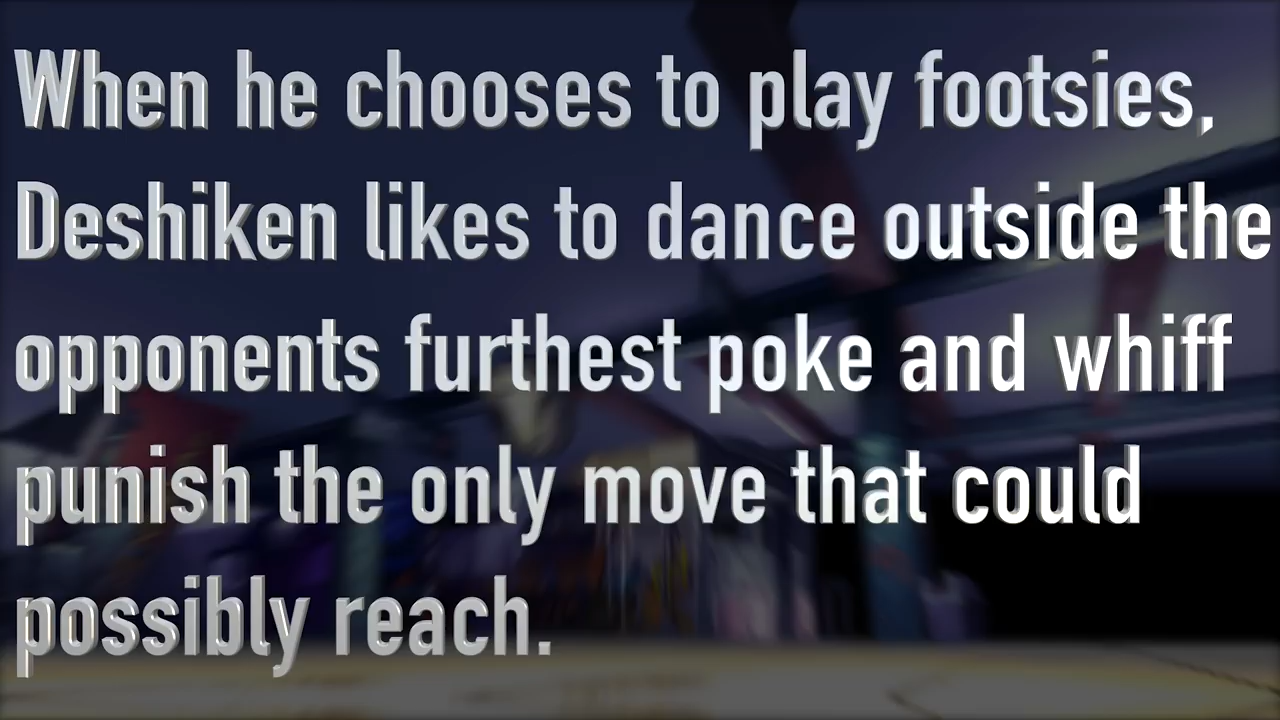 When he chooses to play footsies,
Deshiken likes to dance outside the
opponents furthest poke and whiff
punish the only move that could
possibly reach.